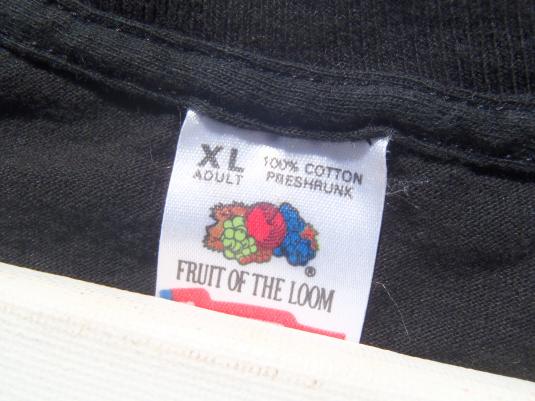 XL 100% COTTON
ADULT PRESHRUNK
FRUIT OF THE LOOM
®